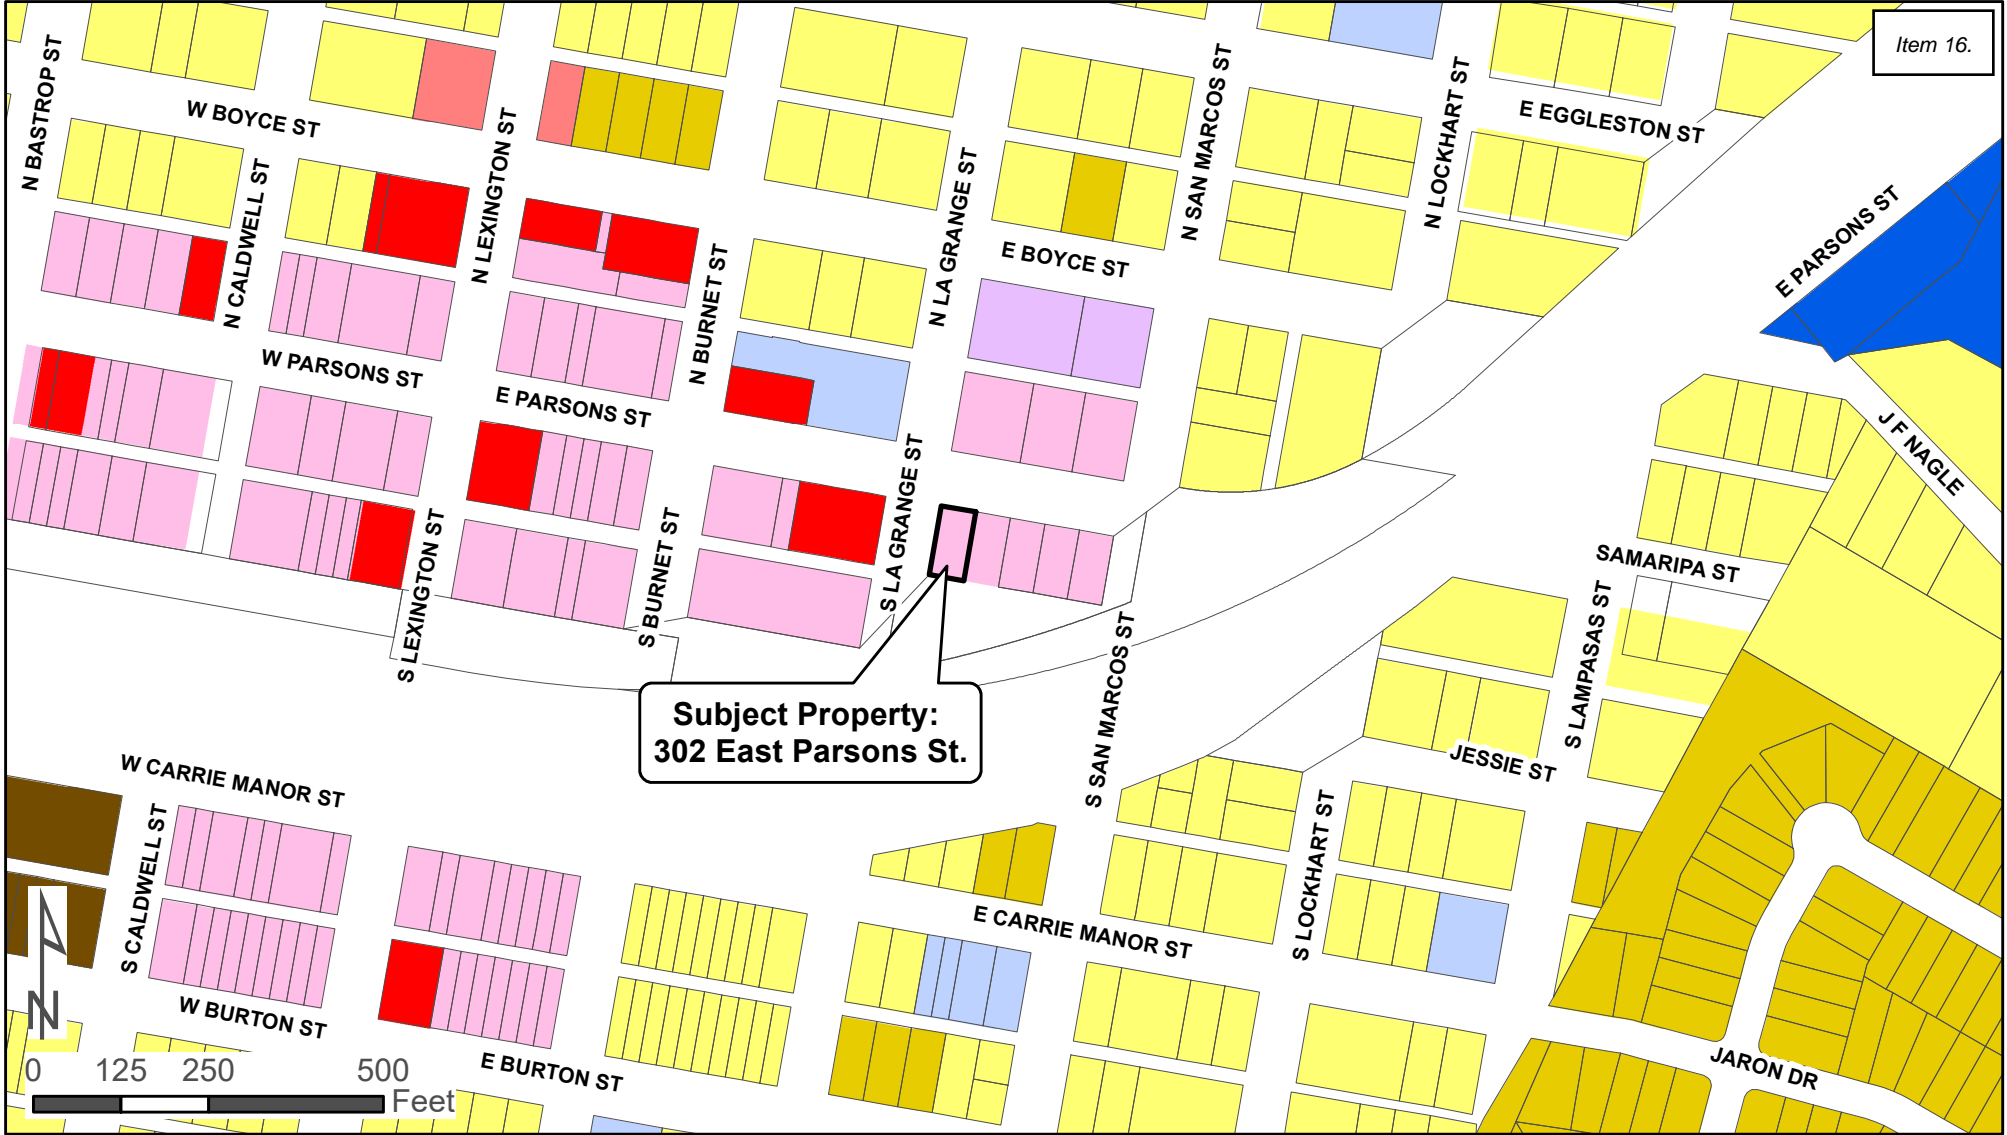 Item 16.
N BASTROP ST
W BOYCE ST
N CALDWELL ST
N LEXINGTON ST
N BURNET ST
N LA GRANGE ST
N SAN MARCOS ST
N LOCKHART ST
E EGGLESTON ST
E PARSONS ST
E BOYCE ST
W PARSONS ST
E PARSONS ST
J F NAGLE
S LEXINGTON ST
S BURNET ST
S LA GRANGE ST
SAMARIPA ST
S LAMPASAS ST
S SAN MARCOS ST
Subject Property:
302 East Parsons St.
JESSIE ST
W CARRIE MANOR ST
S CALDWELL ST
S LOCKHART ST
E CARRIE MANOR ST
W BURTON ST
E BURTON ST
JARON DR
N
0 125 250 500
Feet